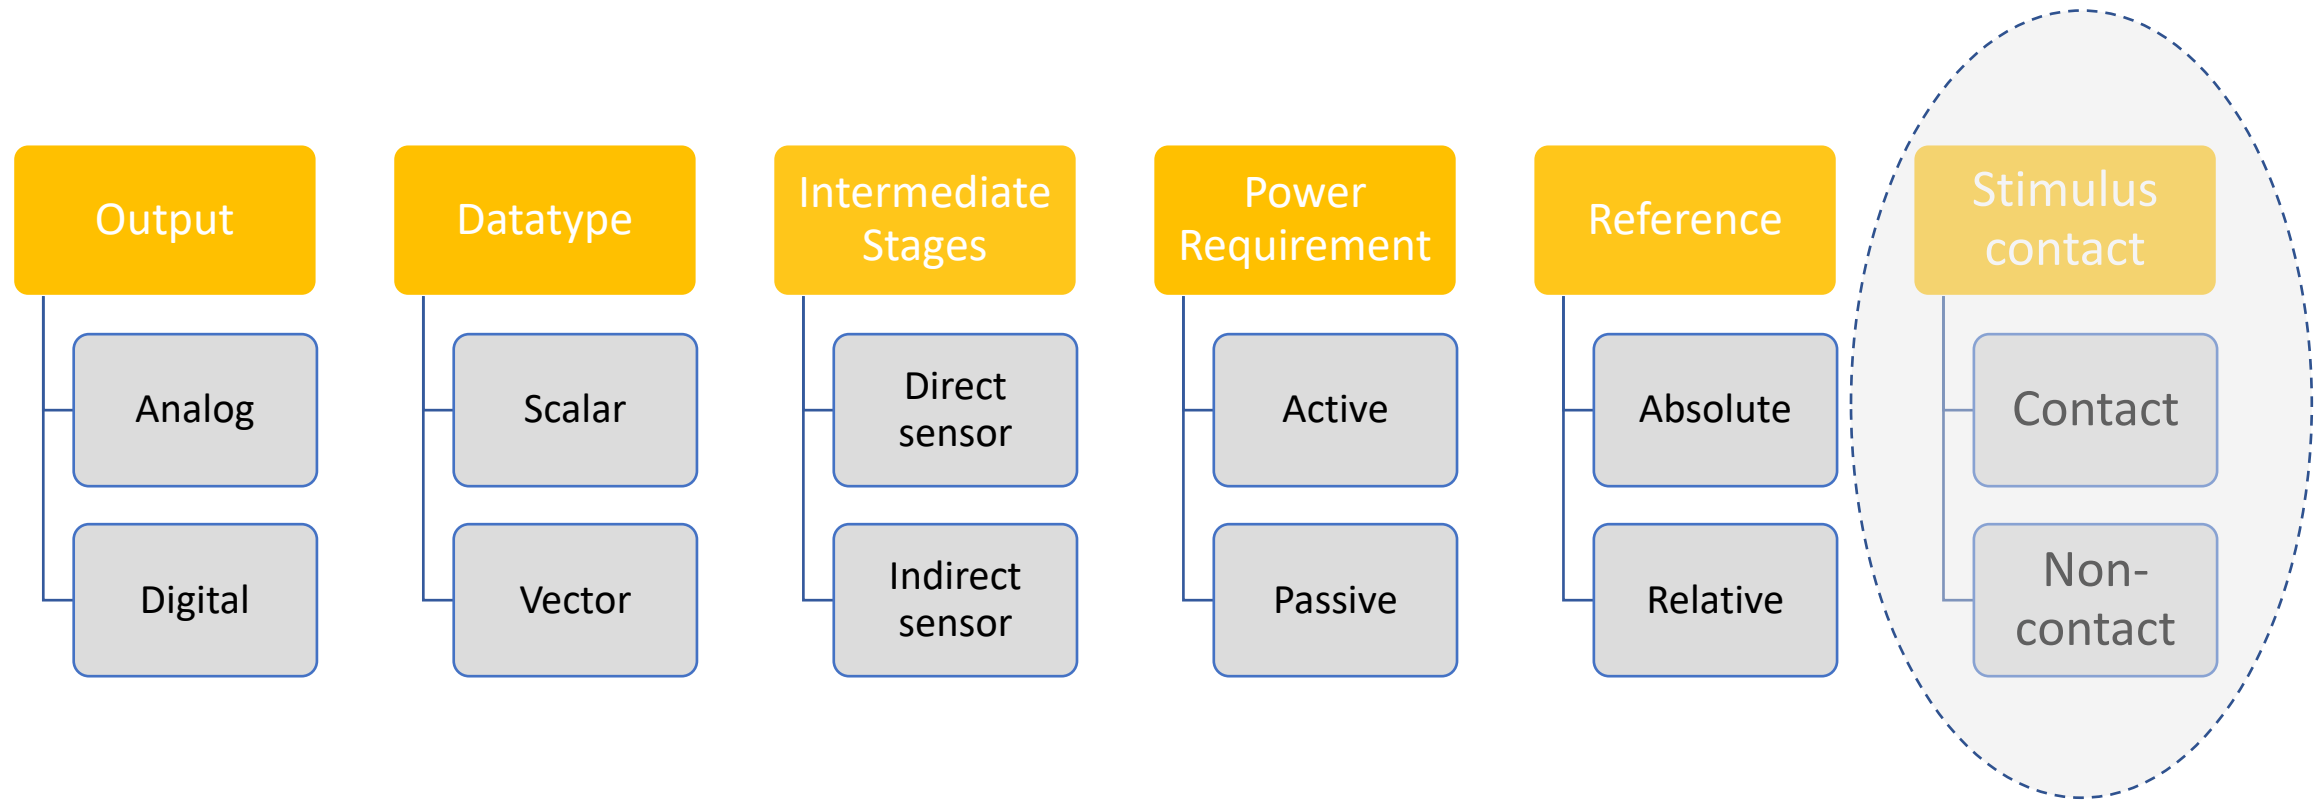 Output
Analog
Digital
Datatype
Scalar
Vector
Intermediate
Stages
Direct
sensor
Indirect
sensor
Power
Requirement
Active
Passive
Reference
Absolute
Relative
Stimulus
contact
Contact
Non-
contact